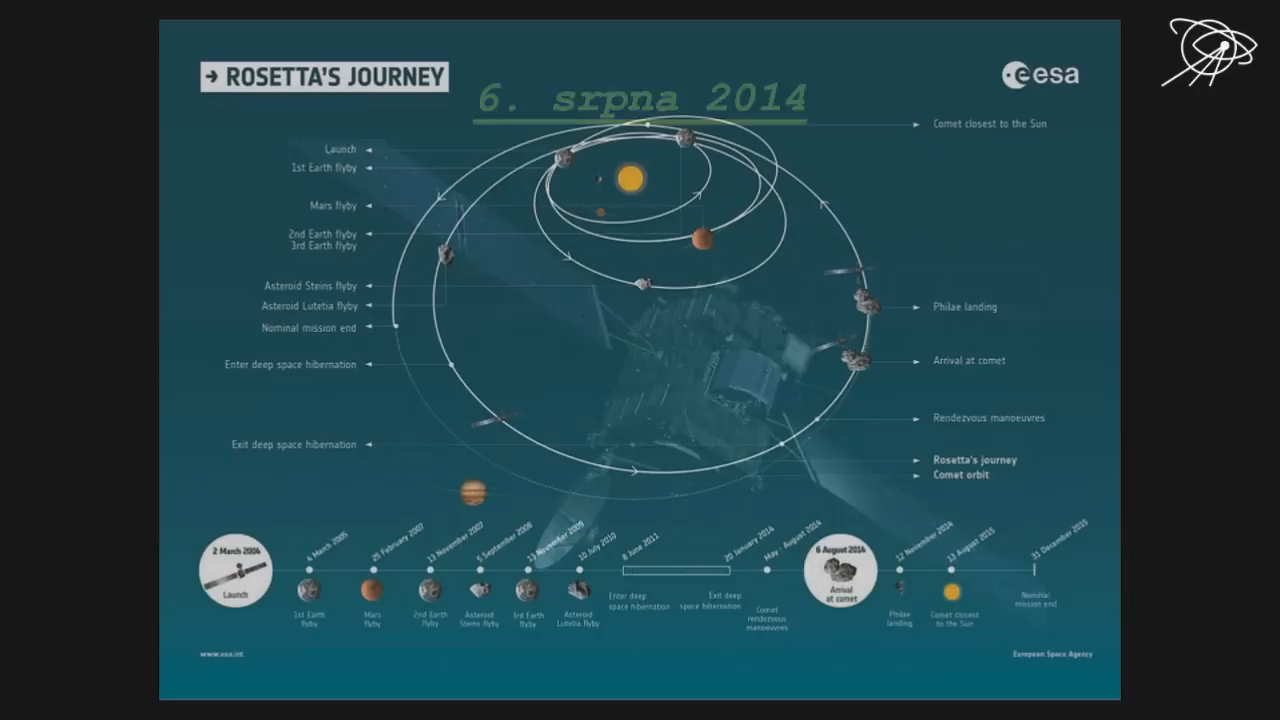 → ROSETTA'S JOURNEY
esa
6. srpna 2014
Comet closest to the Sun
Launch
1st Earth flyby
Mars flyby
2nd Earth flyby
3rd Earth flyby
Asteroid Steins flyby
Asteroid Lutetia flyby
Nominal mission end
Enter deep space hibernation
Exit deep space hibernation
Philae landing
Arrival at comet
Rendezvous manoeuvres
Rosetta's journey
Comet orbit
2 March 2004
Launch
4 March 2005
1st Earth
flyby
25 February 2007
Mars
flyby
13 November 2007
2nd Earth
flyby
5 September 2008
Asteroid
Steins flyby
13 November 2009
3rd Earth
flyby
10 July 2010
Asteroid
Lutetia flyby
8 June 2011
Enter deep
space hibernation
20 January 2014
Exit deep
space hibernation
May - August 2014
Comet
rendezvous
manoeuvres
6 August 2014
Arrival
at comet
12 November 2014
Philae
landing
13 August 2015
Comet closest
to the Sun
31 December 2015
Nominal
mission end
www.esa.int
European Space Agency